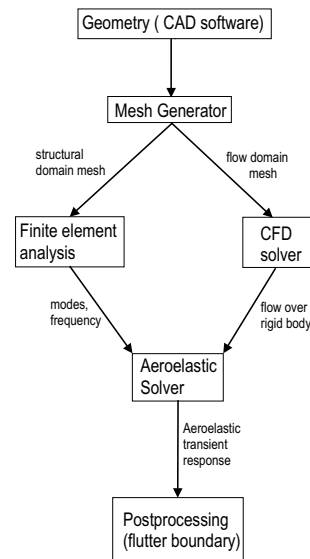 Geometry ( CAD software)
Mesh Generator
structural
domain mesh
flow domain
mesh
Finite element
analysis
CFD
solver
modes,
frequency
flow over
rigid body
Aeroelastic
Solver
Aeroelastic
transient
response
Postprocessing
(flutter boundary)